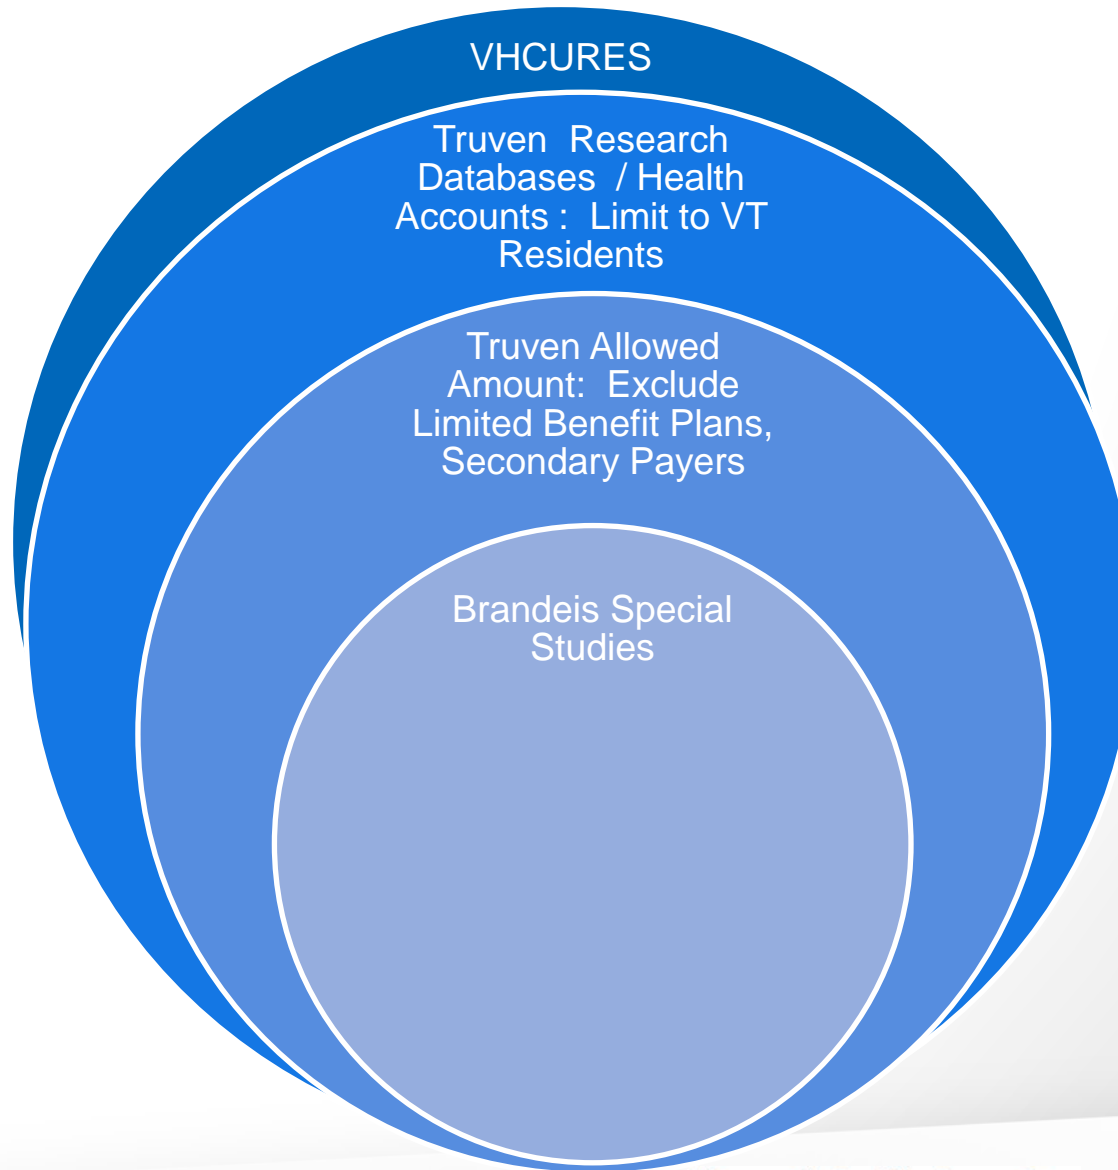 VHCURES
Truven Research
Databases / Health
Accounts : Limit to VT
Residents
Truven Allowed
Amount: Exclude
Limited Benefit Plans,
Secondary Payers
Brandeis Special
Studies